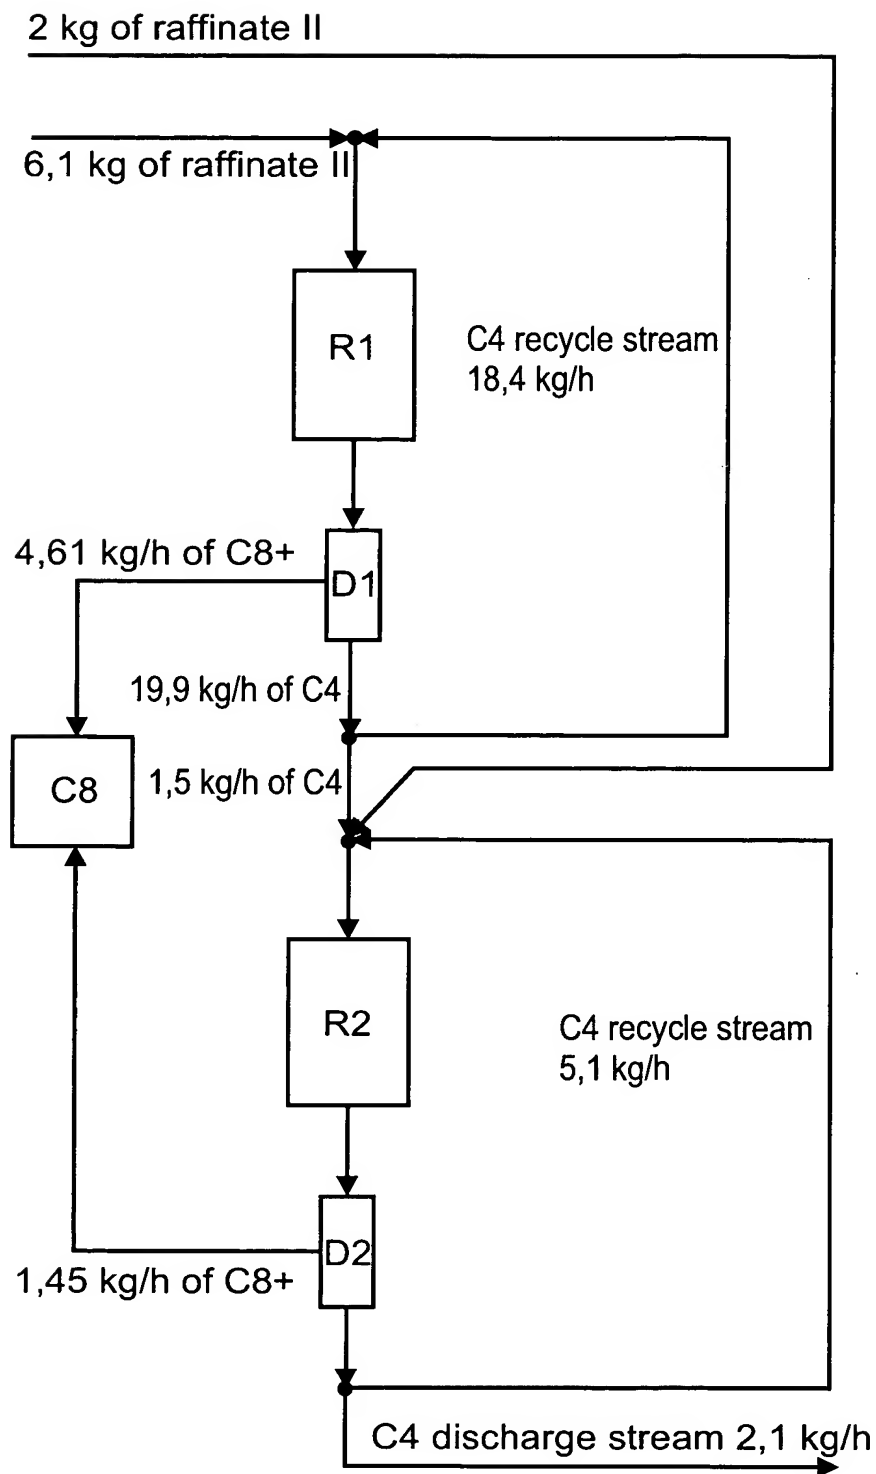 2 kg of raffinate II
6,1 kg of raffinate II
R1
C4 recycle stream
18,4 kg/h
4,61 kg/h of C8+
D1
19,9 kg/h of C4
C8
1,5 kg/h of C4
R2
C4 recycle stream
5,1 kg/h
D2
1,45 kg/h of C8+
C4 discharge stream 2,1 kg/h